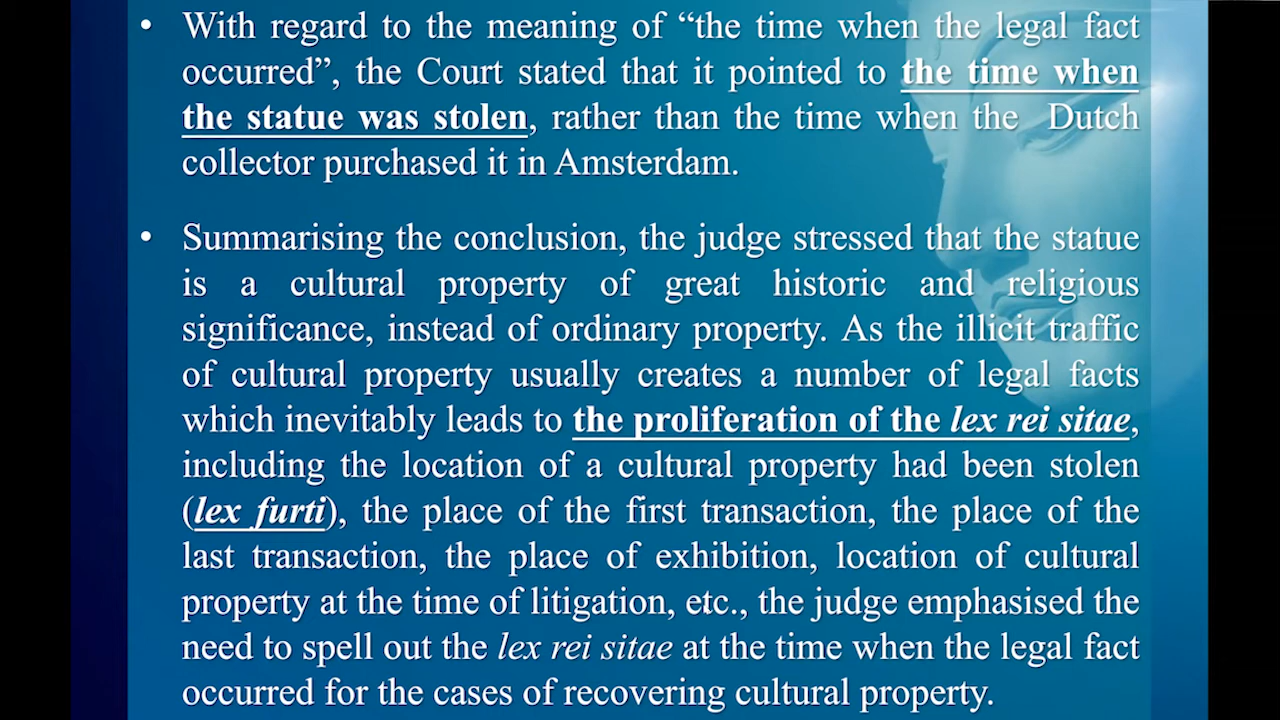 • With regard to the meaning of “the time when the legal fact
occurred”, the Court stated that it pointed to the time when
the statue was stolen, rather than the time when the Dutch
collector purchased it in Amsterdam.
• Summarising the conclusion, the judge stressed that the statue
is a cultural property of great historic and religious
significance, instead of ordinary property. As the illicit traffic
of cultural property usually creates a number of legal facts
which inevitably leads to the proliferation of the lex rei sitae,
including the location of a cultural property had been stolen
(lex furti), the place of the first transaction, the place of the
last transaction, the place of exhibition, location of cultural
property at the time of litigation, etc., the judge emphasised the
need to spell out the lex rei sitae at the time when the legal fact
occurred for the cases of recovering cultural property.